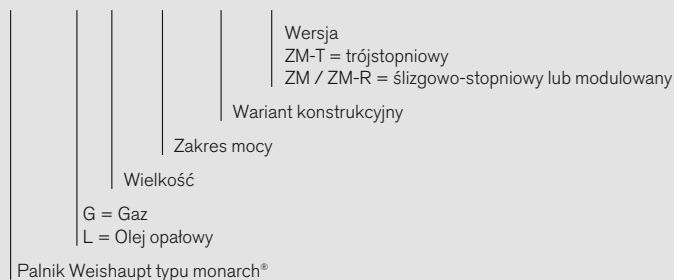 Wersja
ZM-T = trójstopniowy
ZM / ZM-R = ślizgowo-stopniowy lub modulowany
Wariant konstrukcyjny
Zakres mocy
Wielkość
G = Gaz
L = Olej opałowy
Palnik Weishaupt typu monarch®